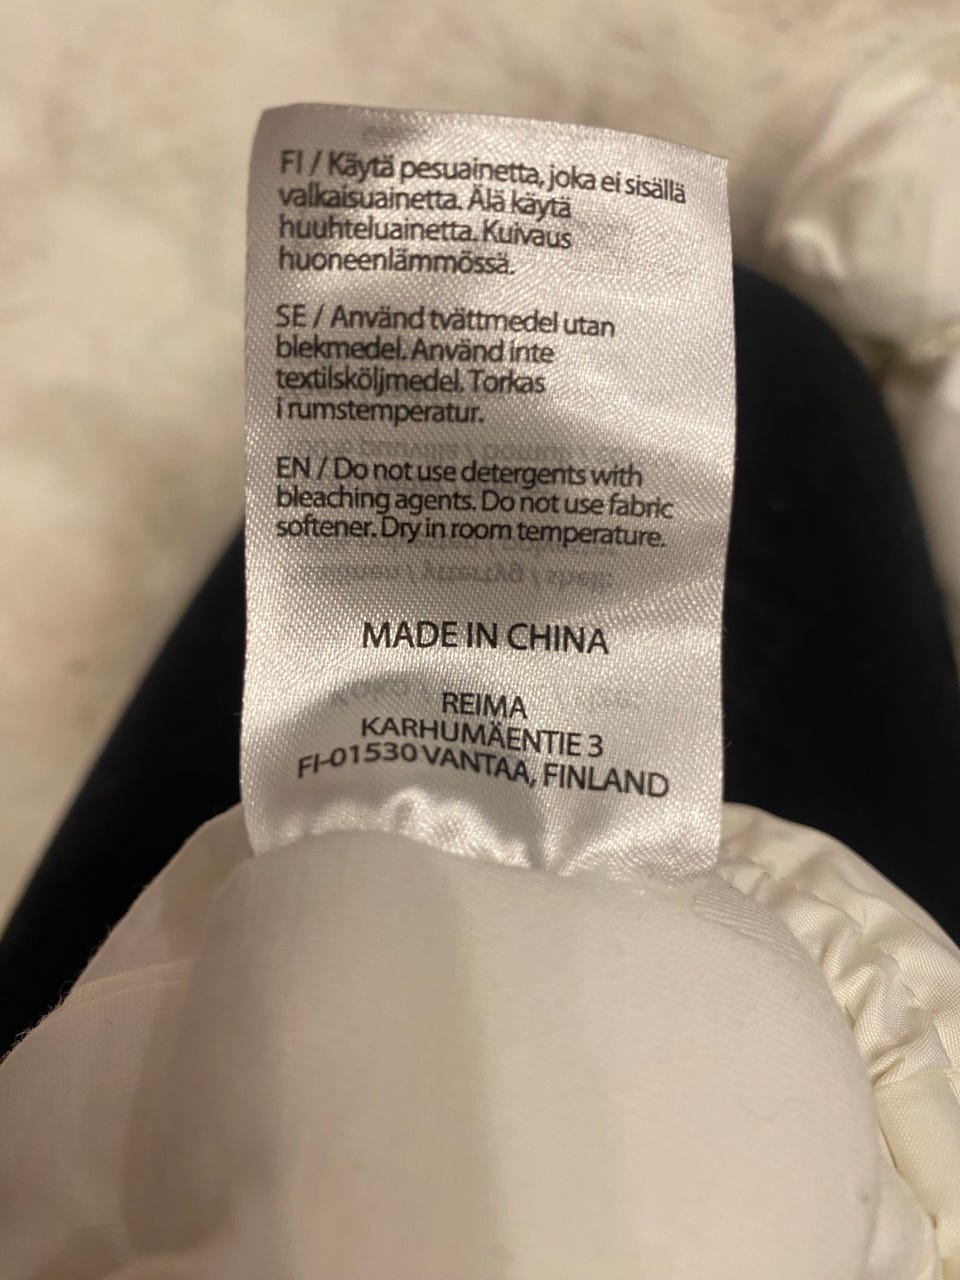 FI / Käytä pesuainetta, joka ei sisällä
valkaisuainetta. Älä käytä
huuhteluainetta. Kuivaus
huoneenlämmössä.
SE / Använd tvättmedel utan
blekmedel. Använd inte
textilsköljmedel. Torkas
i rumstemperatur.
EN / Do not use detergents with
bleaching agents. Do not use fabric
softener. Dry in room temperature.
MADE IN CHINA
REIMA
KARHUMÄENTIE 3
FI-01530 VANTAA, FINLAND